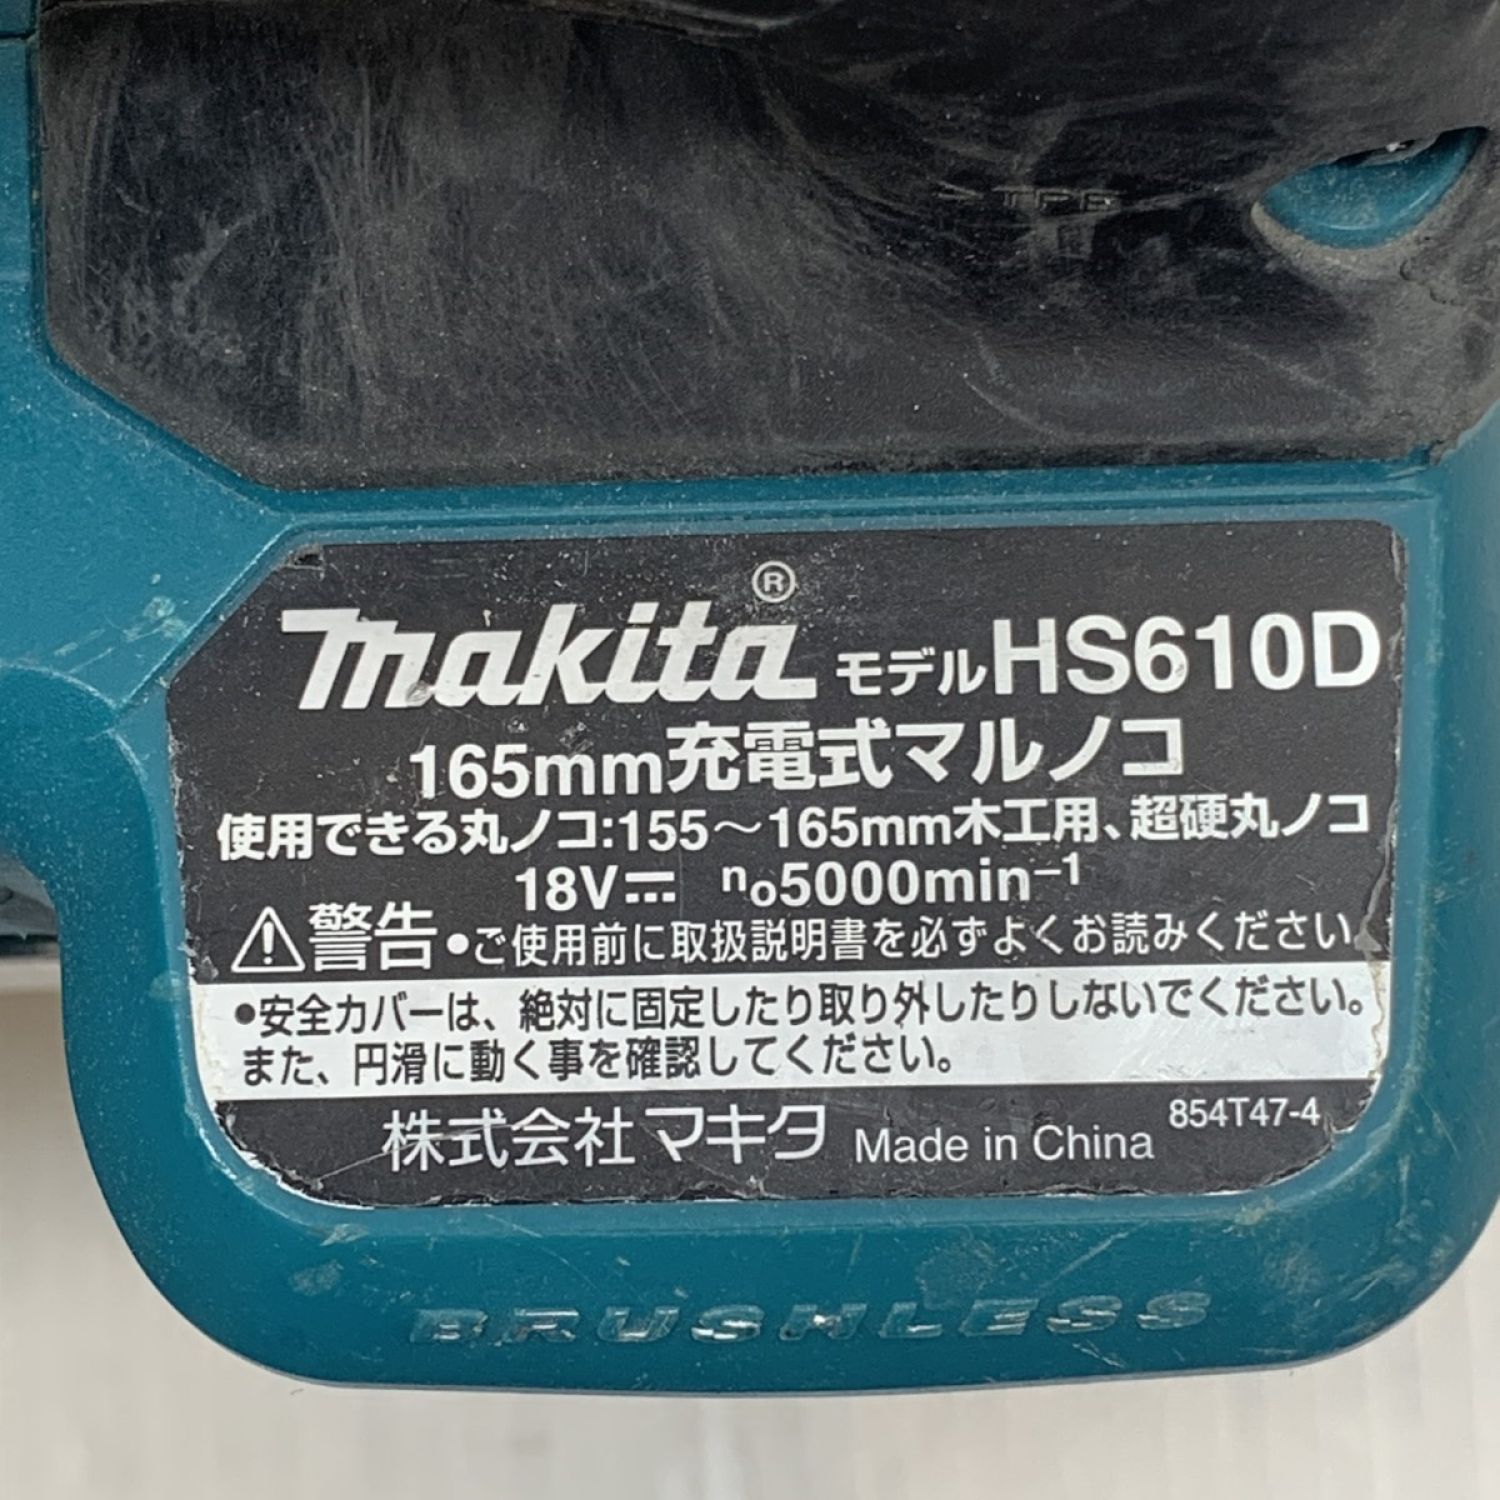 >TPE
makita® モデルHS610D
165mm充電式マルノコ
使用できる丸ノコ:155～165mm木工用、超硬丸ノコ
18V⎓ n₀5000min⁻¹
⚠警告 •ご使用前に取扱説明書を必ずよくお読みください。
•安全カバーは、絶対に固定したり取り外したりしないでください。
また、円滑に動く事を確認してください。
株式会社マキタ Made in China 854T47-4
BRUSHLESS